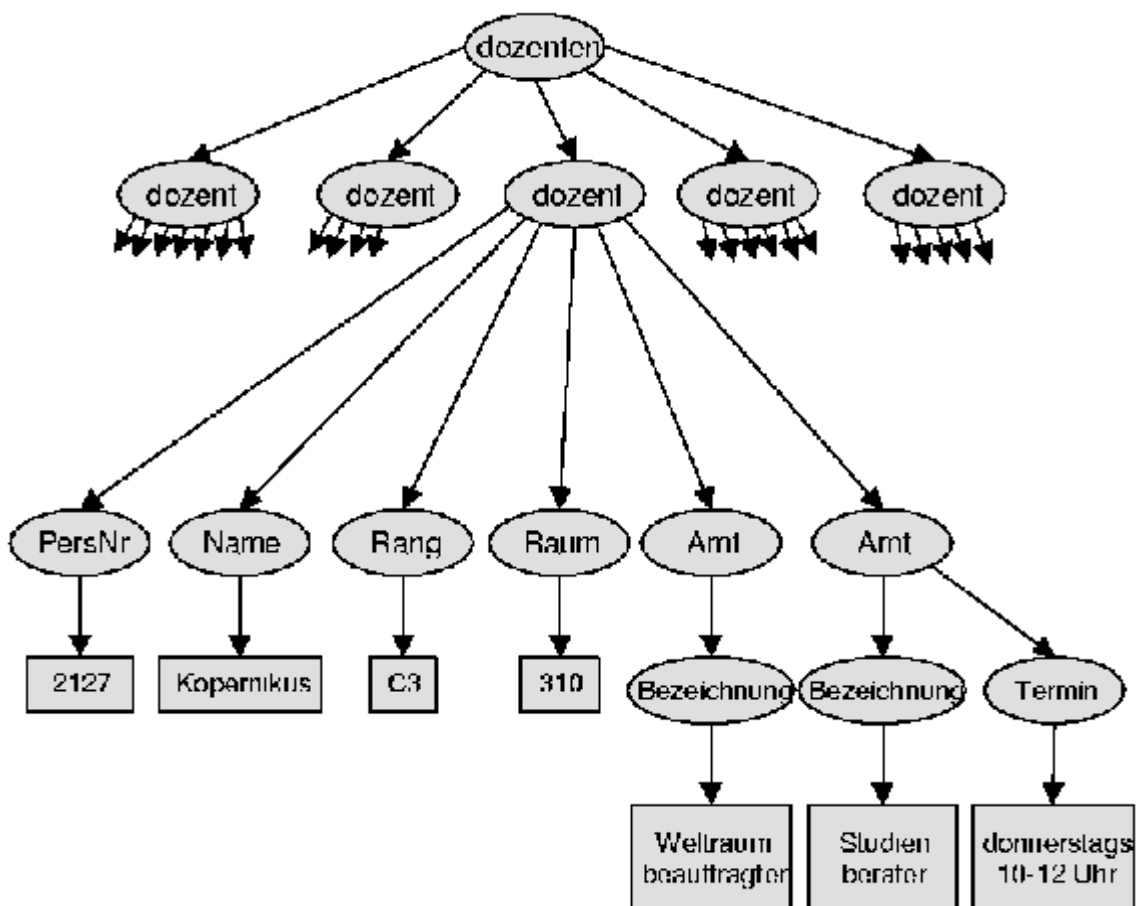 dozenten
dozent dozent dozent dozent dozent
PersNr Name Rang Raum Amt Amt
2127 Kopernikus C3 310 Bezeichnung Bezeichnung Termin
Weltraum Studien donnerstags
beauftragter berater 10-12 Uhr